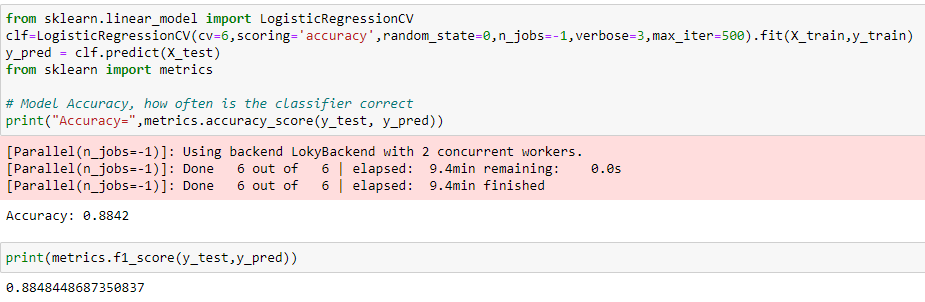 from sklearn.linear_model import LogisticRegressionCV
clf=LogisticRegressionCV(cv=6,scoring='accuracy',random_state=0,n_jobs=-1,verbose=3,max_iter=500).fit(X_train,y_train)
y_pred = clf.predict(X_test)
from sklearn import metrics
# Model Accuracy, how often is the classifier correct
print("Accuracy=",metrics.accuracy_score(y_test, y_pred))
[Parallel(n_jobs=-1)]: Using backend LokyBackend with 2 concurrent workers.
[Parallel(n_jobs=-1)]: Done   6 out of   6 | elapsed:  9.4min remaining:    0.0s
[Parallel(n_jobs=-1)]: Done   6 out of   6 | elapsed:  9.4min finished
Accuracy: 0.8842
print(metrics.f1_score(y_test,y_pred))
0.8848448687350837